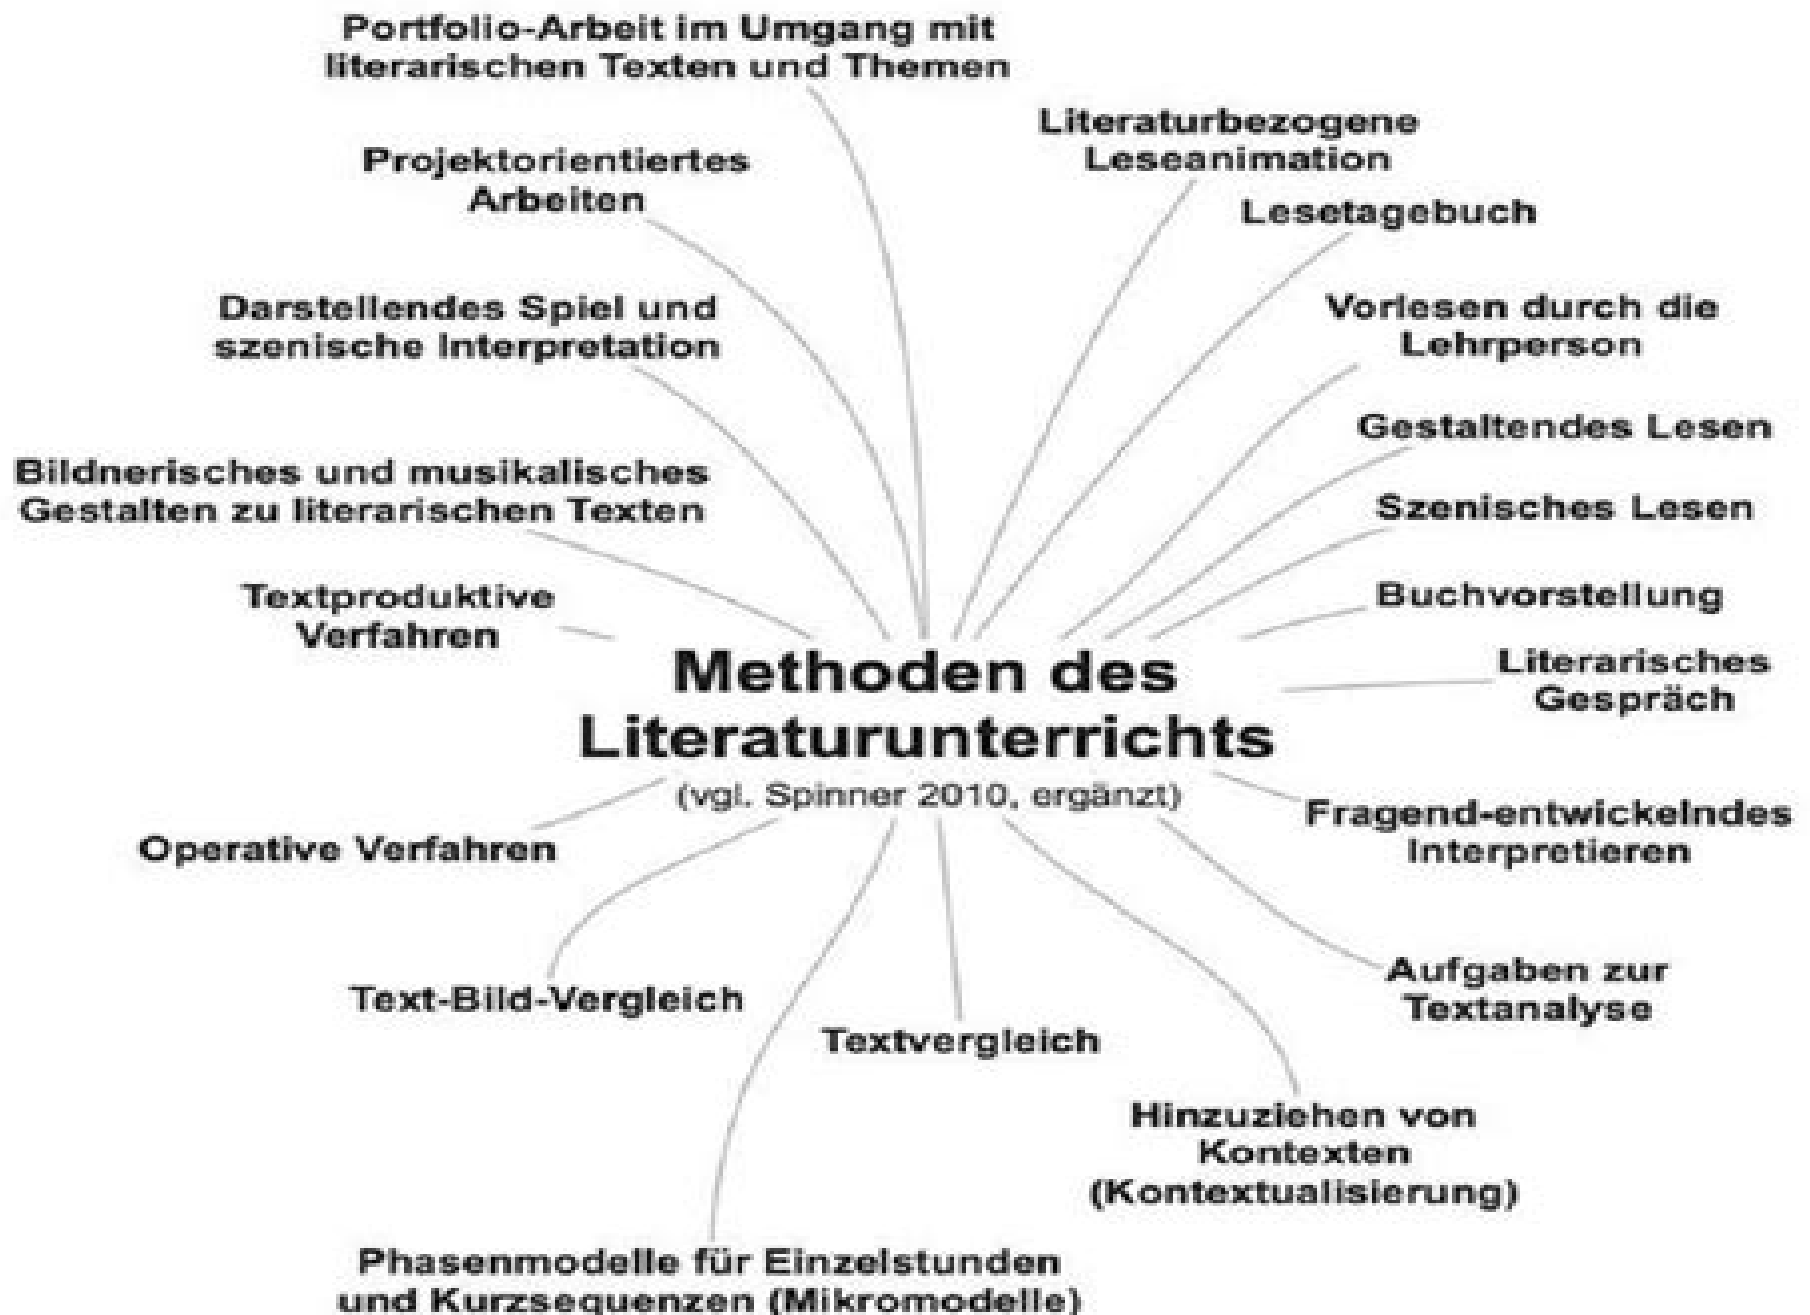 Portfolio-Arbeit im Umgang mit
literarischen Texten und Themen
Literaturbezogene
Leseanimation
Projektorientiertes
Arbeiten
Lesetagebuch
Darstellendes Spiel und
szenische Interpretation
Vorlesen durch die
Lehrperson
Gestaltendes Lesen
Bildnerisches und musikalisches
Gestalten zu literarischen Texten
Szenisches Lesen
Textproduktive
Verfahren
Buchvorstellung
Methoden des
Literaturunterrichts
(vgl. Spinner 2010, ergänzt)
Literarisches
Gespräch
Fragend-entwickelndes
Interpretieren
Operative Verfahren
Aufgaben zur
Textanalyse
Text-Bild-Vergleich
Textvergleich
Hinzuziehen von
Kontexten
(Kontextualisierung)
Phasenmodelle für Einzelstunden
und Kurzsequenzen (Mikromodelle)